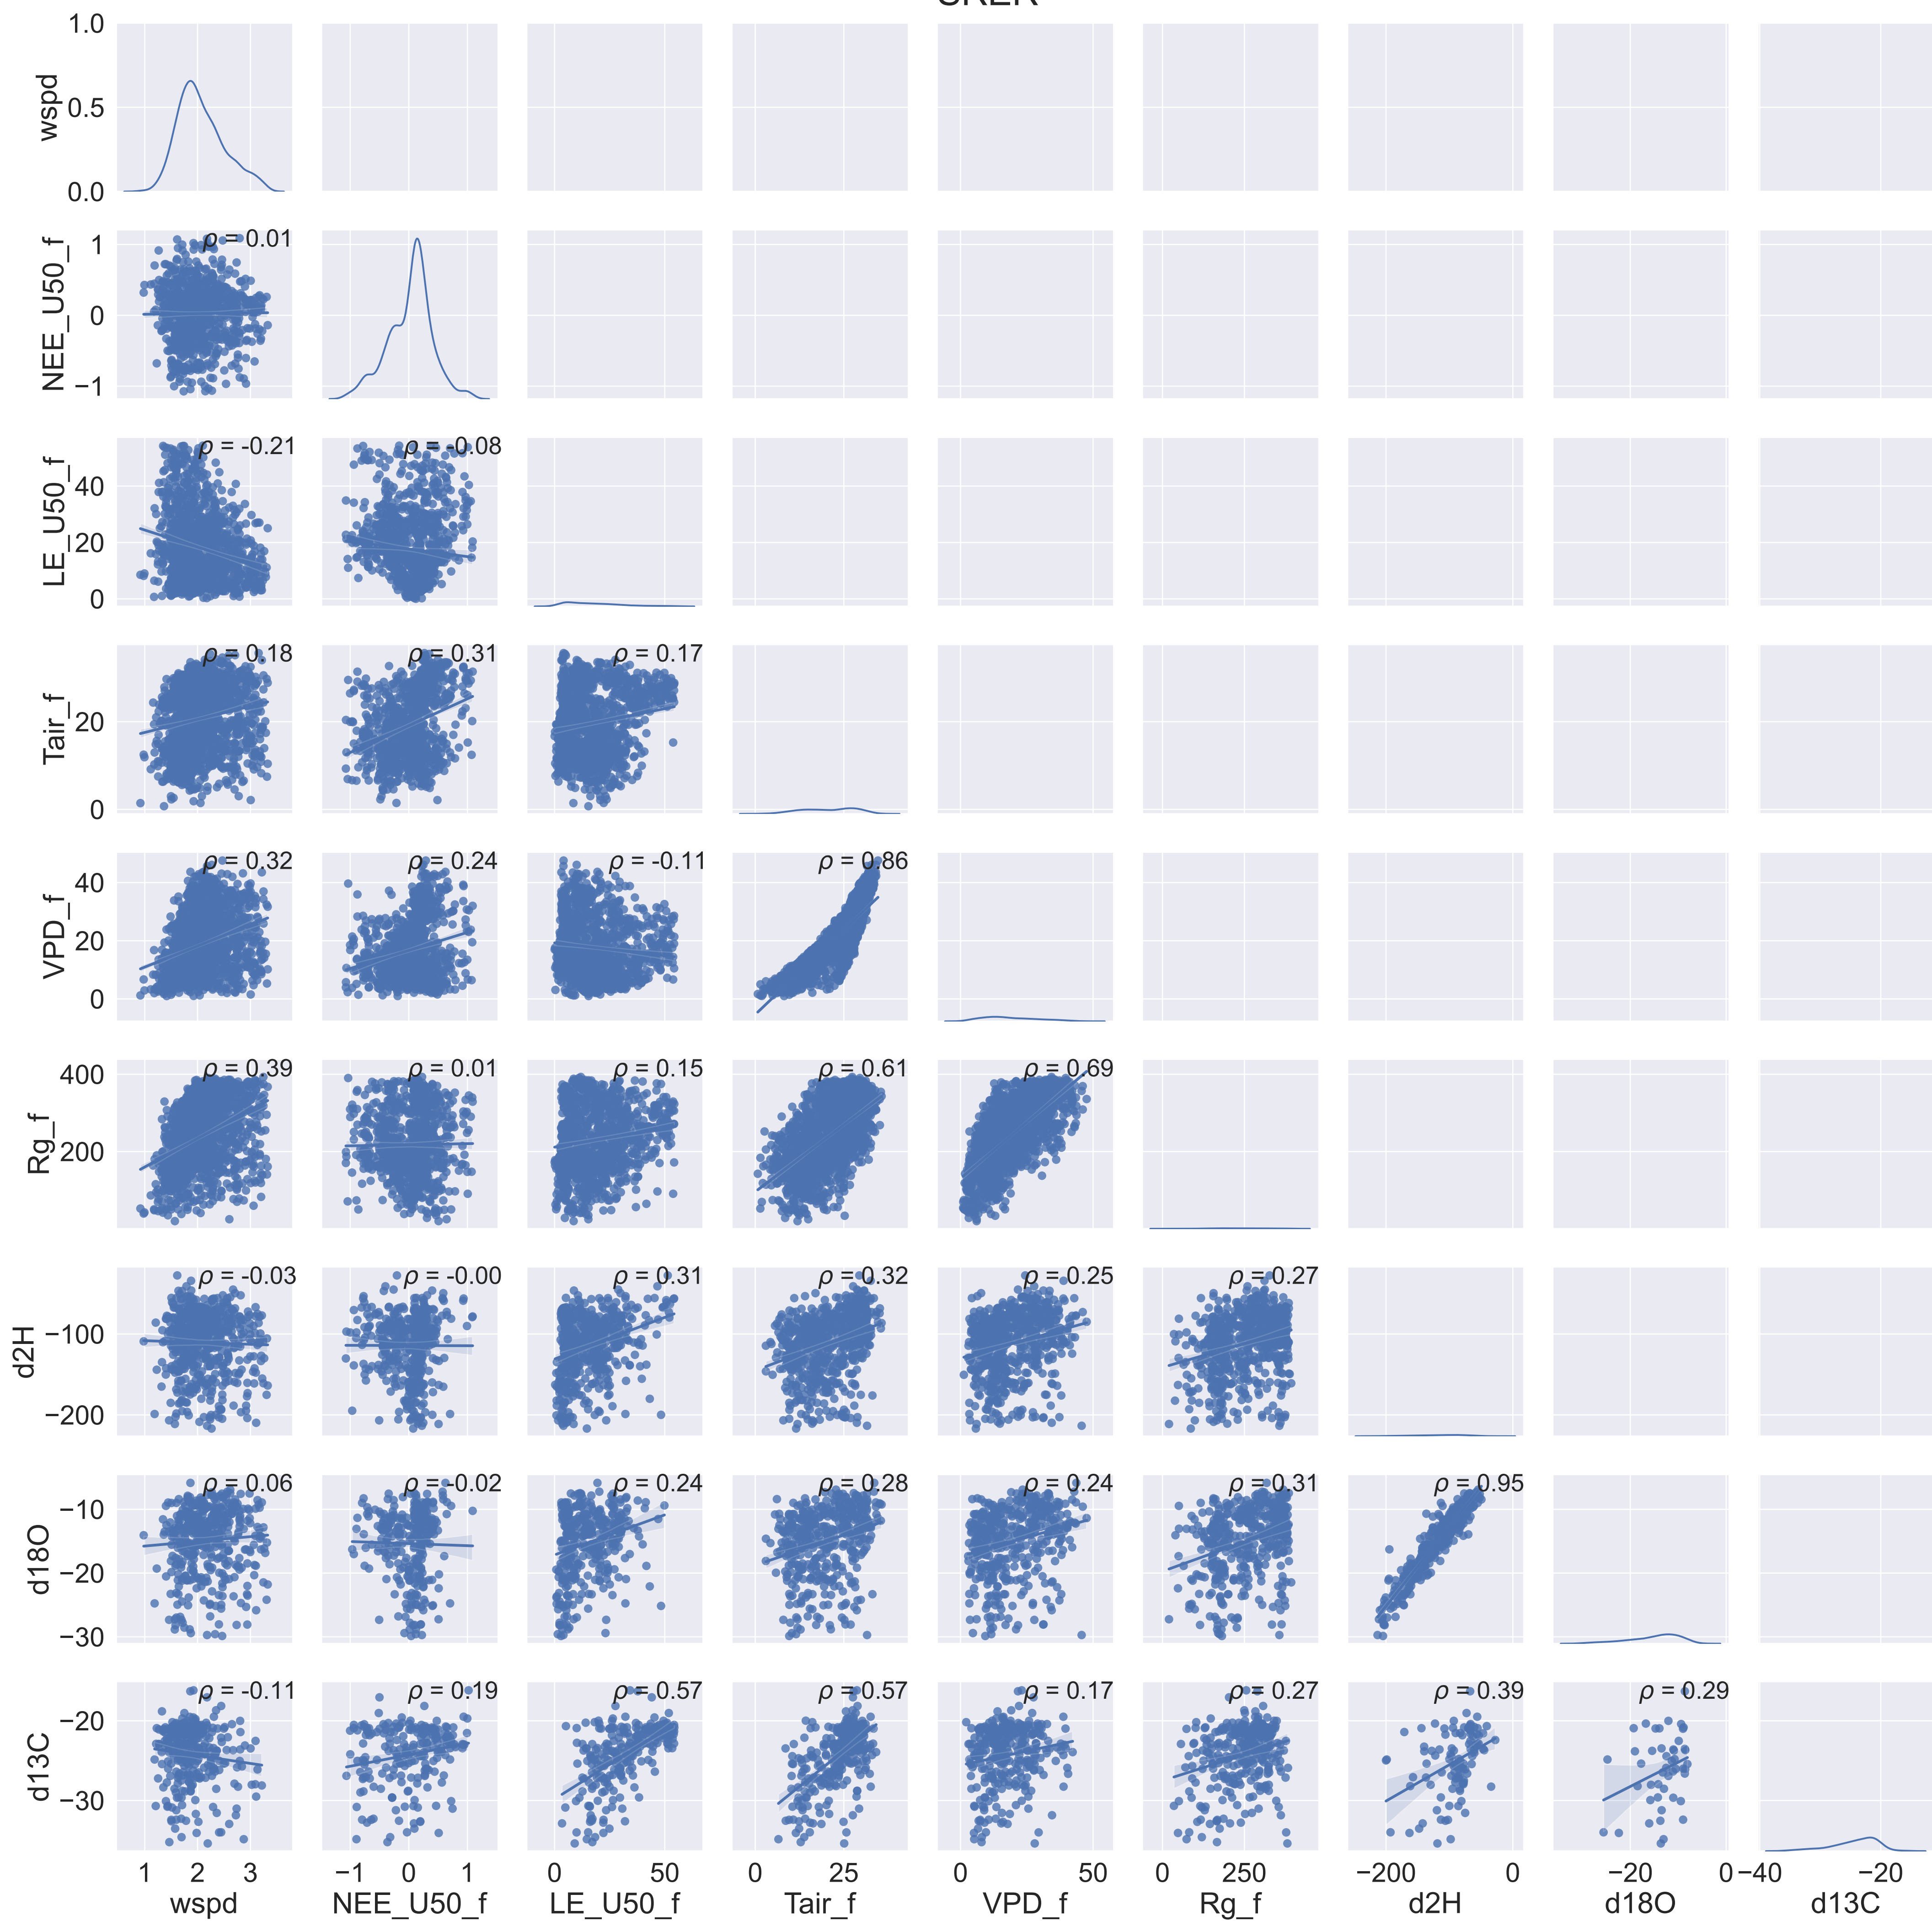 1.0
0.5
0.0
wspd
ρ = 0.01
1
0
−1
NEE_U50_f
ρ = -0.21 ρ = -0.08
40
20
0
LE_U50_f
ρ = 0.18 ρ = 0.31 ρ = 0.17
20
0
Tair_f
ρ = 0.32 ρ = 0.24 ρ = -0.11 ρ = 0.86
40
20
0
VPD_f
ρ = 0.39 ρ = 0.01 ρ = 0.15 ρ = 0.61 ρ = 0.69
400
200
Rg_f
ρ = -0.03 ρ = -0.00 ρ = 0.31 ρ = 0.32 ρ = 0.25 ρ = 0.27
−100
−200
d2H
ρ = 0.06 ρ = -0.02 ρ = 0.24 ρ = 0.28 ρ = 0.24 ρ = 0.31 ρ = 0.95
−10
−20
−30
d18O
ρ = -0.11 ρ = 0.19 ρ = 0.57 ρ = 0.57 ρ = 0.17 ρ = 0.27 ρ = 0.39 ρ = 0.29
−20
−30
d13C
1 2 3 −1 0 1 0 50 0 25 0 50 0 250 −200 0 −20 0 −40 −20
wspd NEE_U50_f LE_U50_f Tair_f VPD_f Rg_f d2H d18O d13C